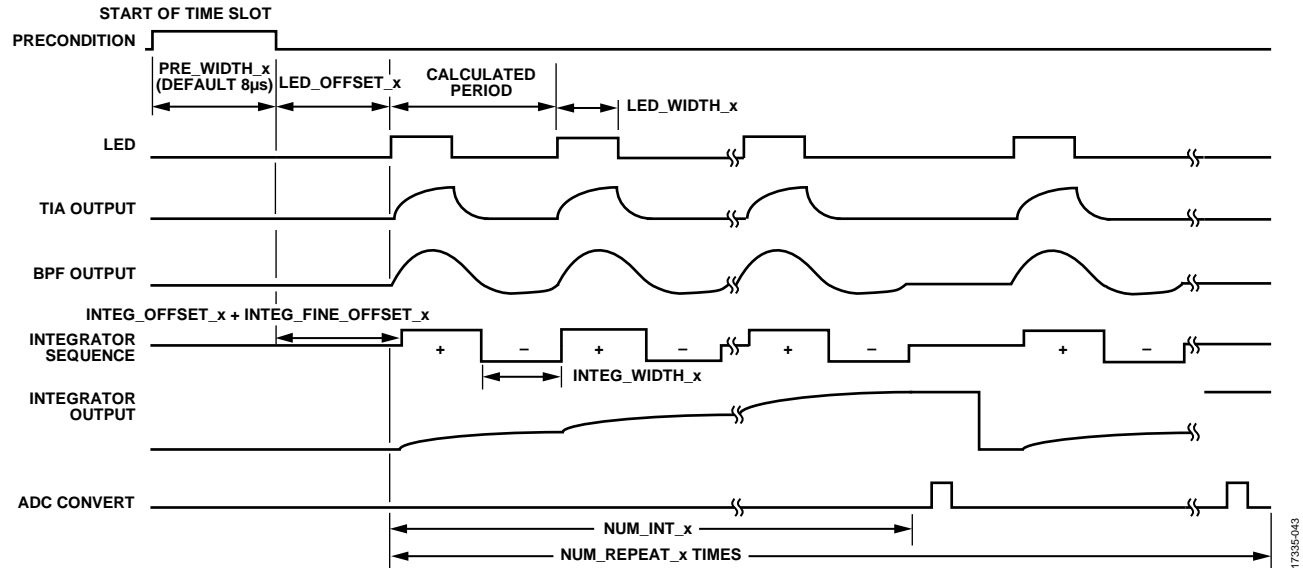 START OF TIME SLOT
PRECONDITION
PRE_WIDTH_x
(DEFAULT 8µs)
LED_OFFSET_x
CALCULATED
PERIOD
LED_WIDTH_x
LED
TIA OUTPUT
BPF OUTPUT
INTEG_OFFSET_x + INTEG_FINE_OFFSET_x
INTEGRATOR
SEQUENCE
+ – + – + – + –
INTEG_WIDTH_x
INTEGRATOR
OUTPUT
ADC CONVERT
NUM_INT_x
NUM_REPEAT_x TIMES
17335-043